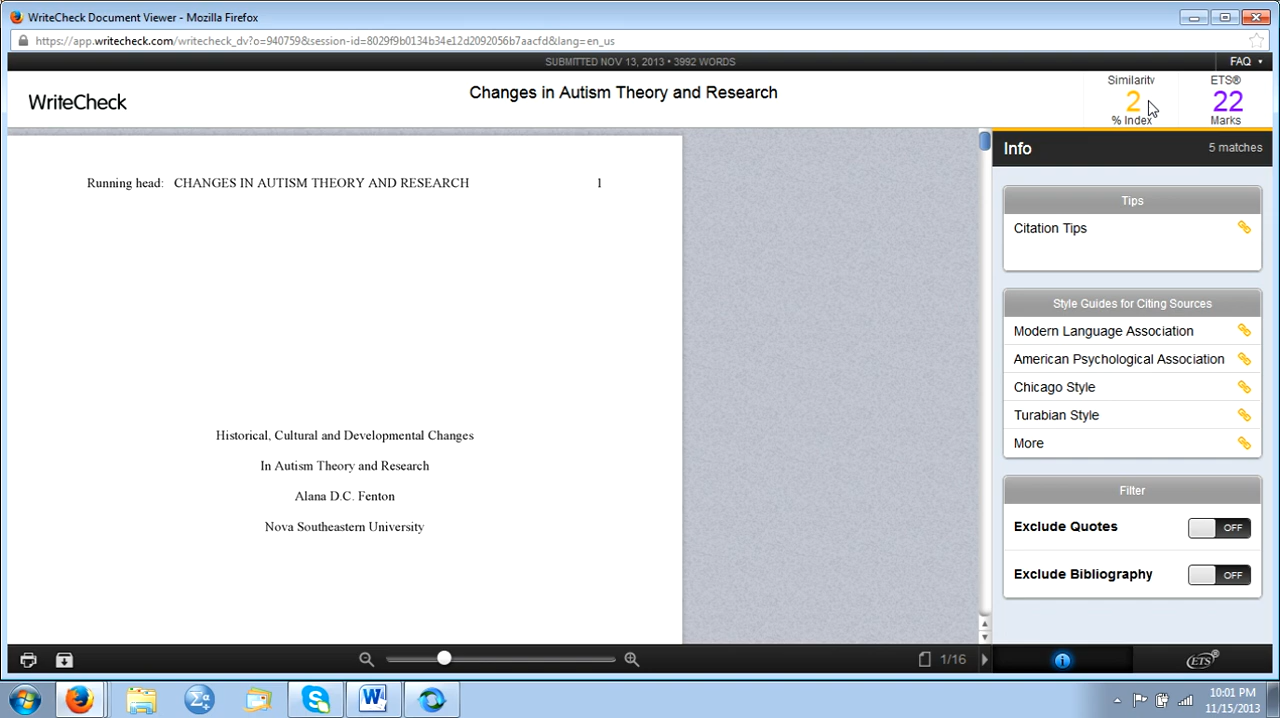 WriteCheck Document Viewer - Mozilla Firefox
https://app.writecheck.com/writecheck_dv?o=940759&session-id=8029f9b0134b34e12d2092056b7aacfd&lang=en_us
SUBMITTED NOV 13, 2013 • 3992 WORDS
FAQ
WriteCheck
Changes in Autism Theory and Research
Similarity
2
% Index
ETS®
22
Marks
Running head: CHANGES IN AUTISM THEORY AND RESEARCH 1
Historical, Cultural and Developmental Changes
In Autism Theory and Research
Alana D.C. Fenton
Nova Southeastern University
Info
5 matches
Tips
Citation Tips
Style Guides for Citing Sources
Modern Language Association
American Psychological Association
Chicago Style
Turabian Style
More
Filter
Exclude Quotes
OFF
Exclude Bibliography
OFF
1/16
ETS®
10:01 PM
11/15/2013